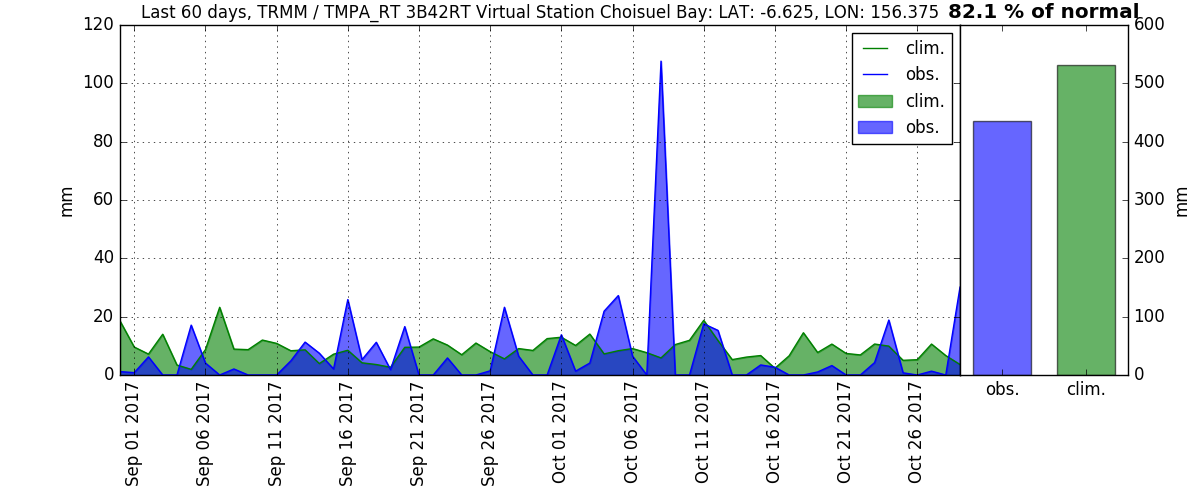 Last 60 days, TRMM / TMPA_RT 3B42RT Virtual Station Choisuel Bay: LAT: -6.625, LON: 156.375 82.1 % of normal
120
100
80
60
40
20
0
mm
clim.
obs.
clim.
obs.
Sep 01 2017
Sep 06 2017
Sep 11 2017
Sep 16 2017
Sep 21 2017
Sep 26 2017
Oct 01 2017
Oct 06 2017
Oct 11 2017
Oct 16 2017
Oct 21 2017
Oct 26 2017
600
500
400
300
200
100
0
mm
obs. clim.